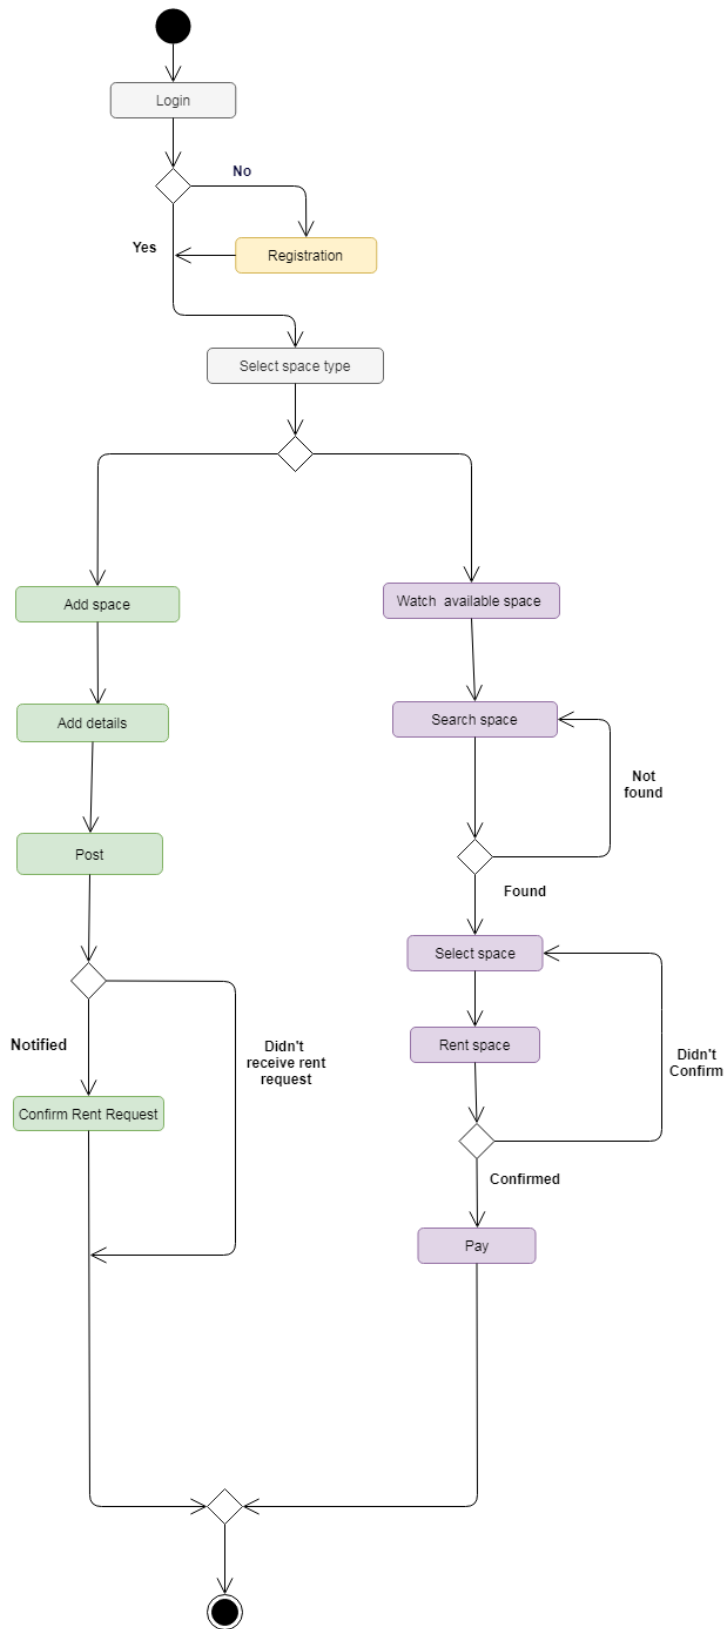 Login
No
Yes
Registration
Select space type
Add space
Watch  available space
Add details
Search space
Not
found
Post
Found
Select space
Notified
Didn't
receive rent
request
Rent space
Didn't
Confirm
Confirm Rent Request
Confirmed
Pay